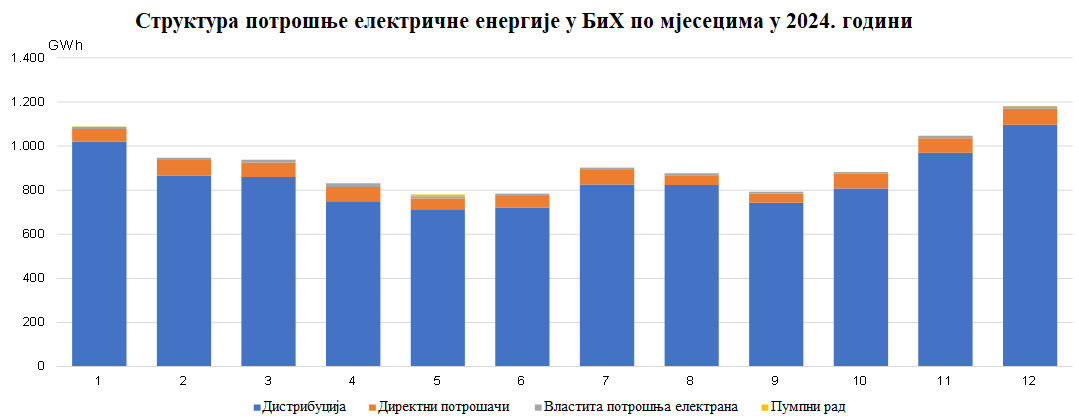 Структура потрошње електричне енергије у БиХ по мјесецима у 2024. години
GWh
1.400
1.200
1.000
800
600
400
200
0
1 2 3 4 5 6 7 8 9 10 11 12
Дистрибуција Директни потрошачи Властита потрошња електрана Пумпни рад